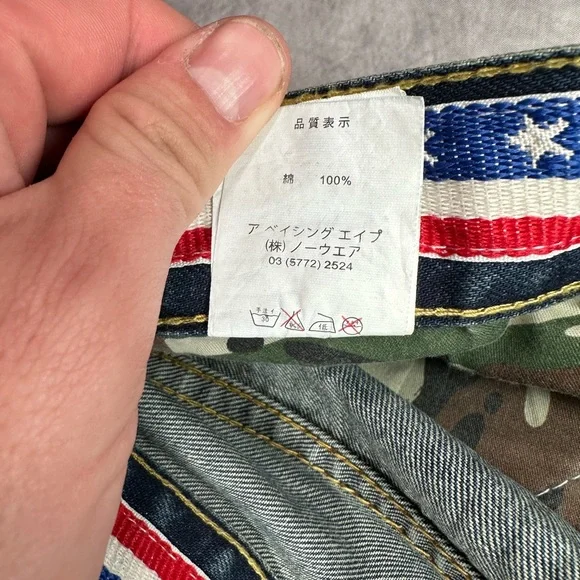 品質表示
綿 100%
ア ベイシング エイプ
(株) ノーウエア
03 (5772) 2524
低